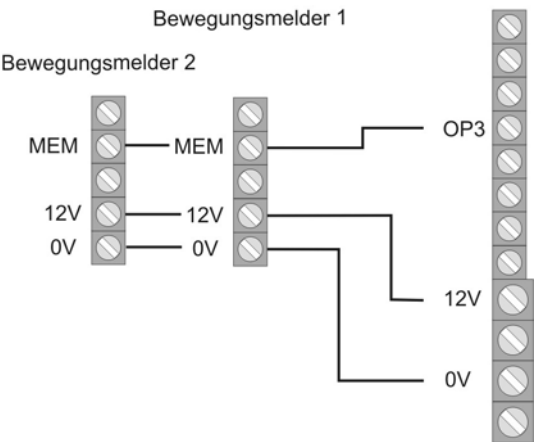 Bewegungsmelder 1
Bewegungsmelder 2
MEM MEM OP3
12V 12V
0V 0V
12V
0V